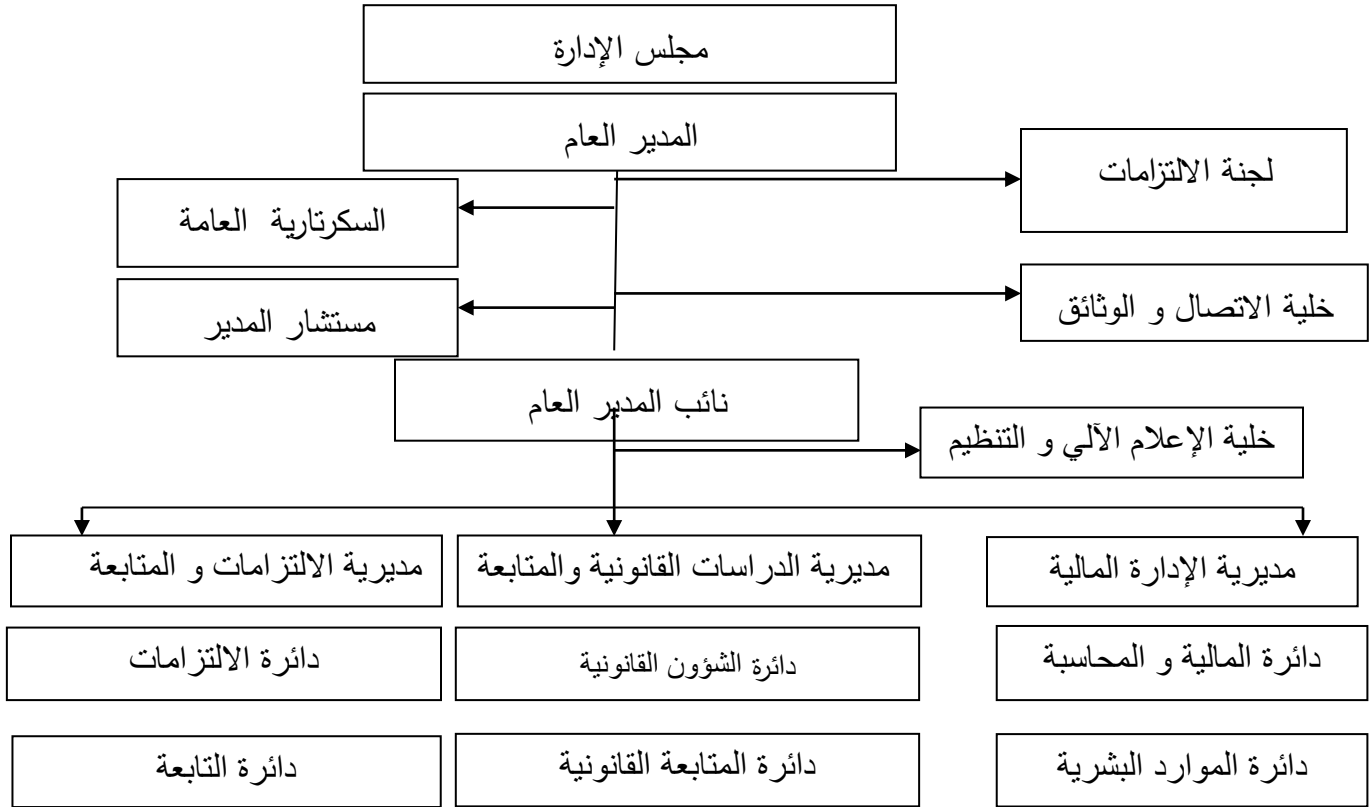 مجلس الإدارة
المدير العام
لجنة الالتزامات
السكرتارية العامة
خلية الاتصال و الوثائق
مستشار المدير
نائب المدير العام
خلية الإعلام الآلي و التنظيم
مديرية الإدارة المالية
مديرية الدراسات القانونية والمتابعة
مديرية الالتزامات و المتابعة
دائرة المالية و المحاسبة
دائرة الشؤون القانونية
دائرة الالتزامات
دائرة الموارد البشرية
دائرة المتابعة القانونية
دائرة التابعة